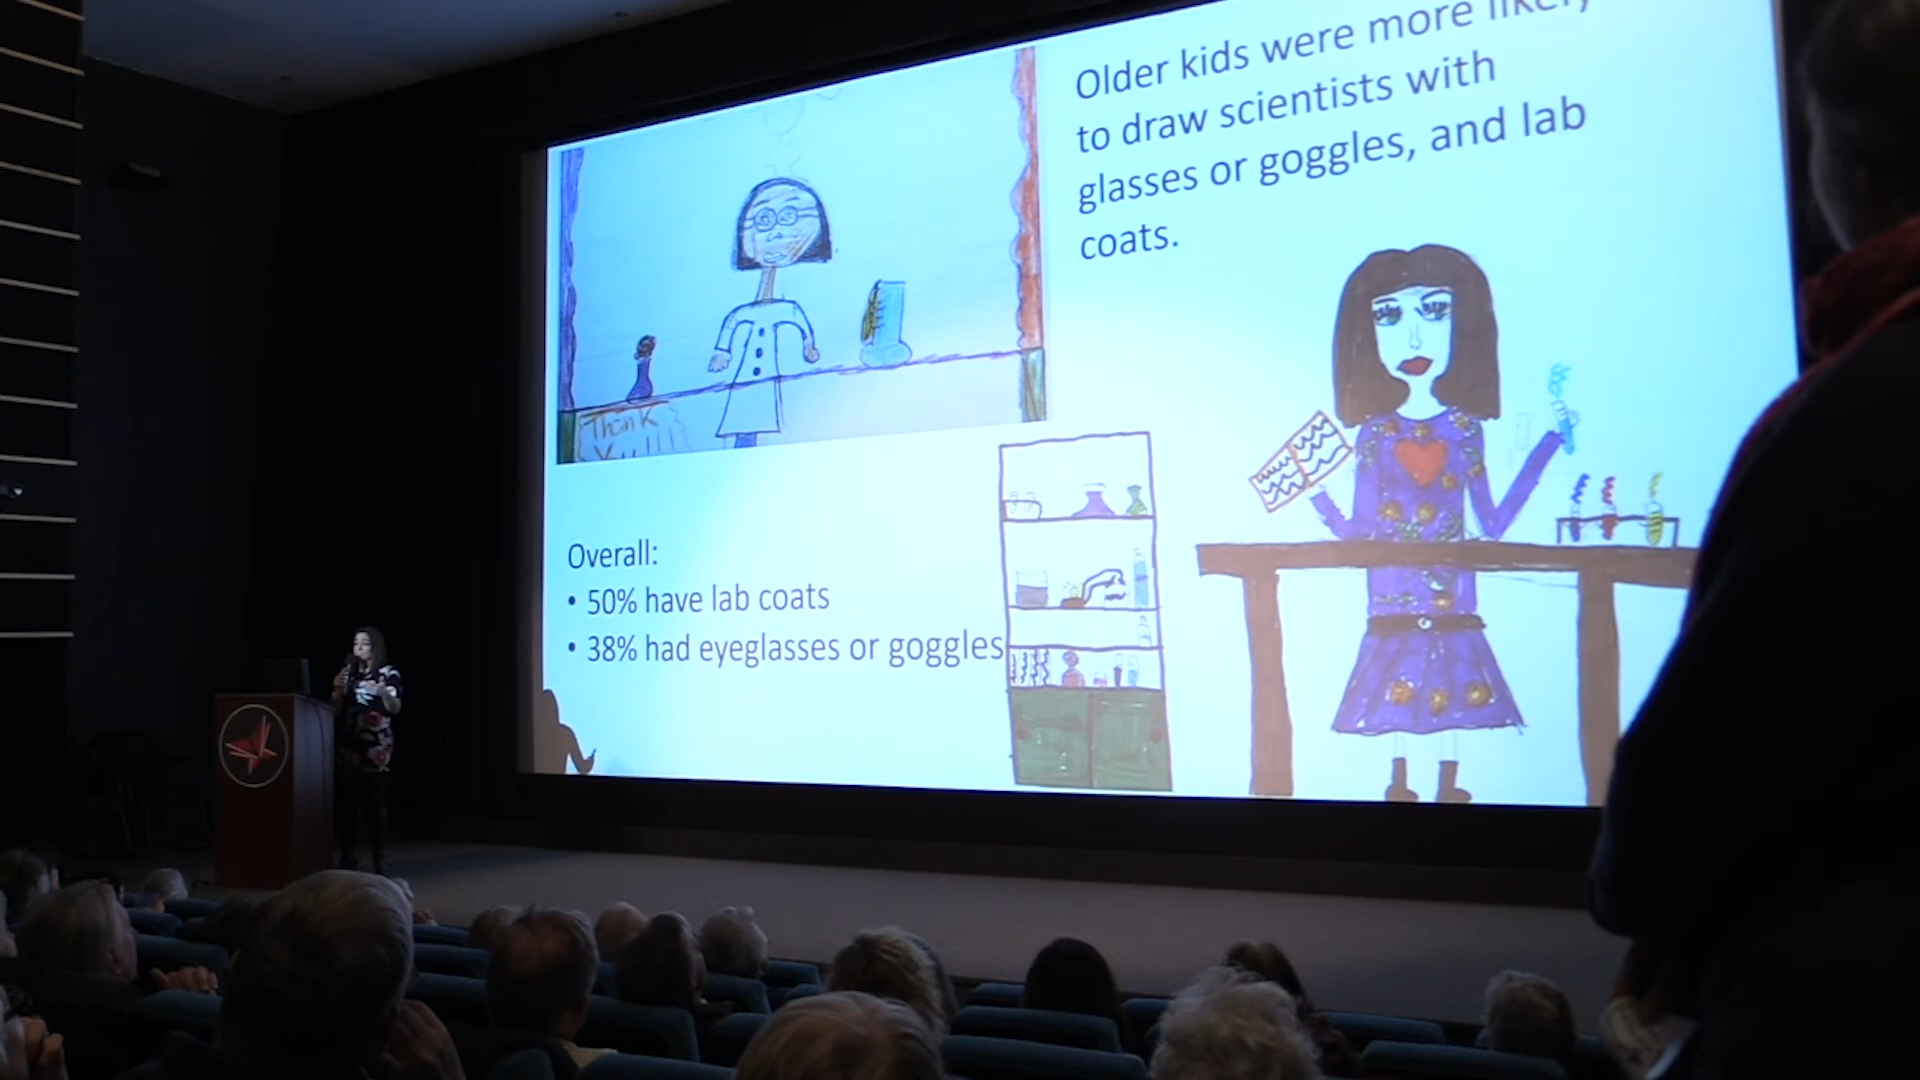 Older kids were more likely
to draw scientists with
glasses or goggles, and lab
coats.
Thank
Overall:
• 50% have lab coats
• 38% had eyeglasses or goggles